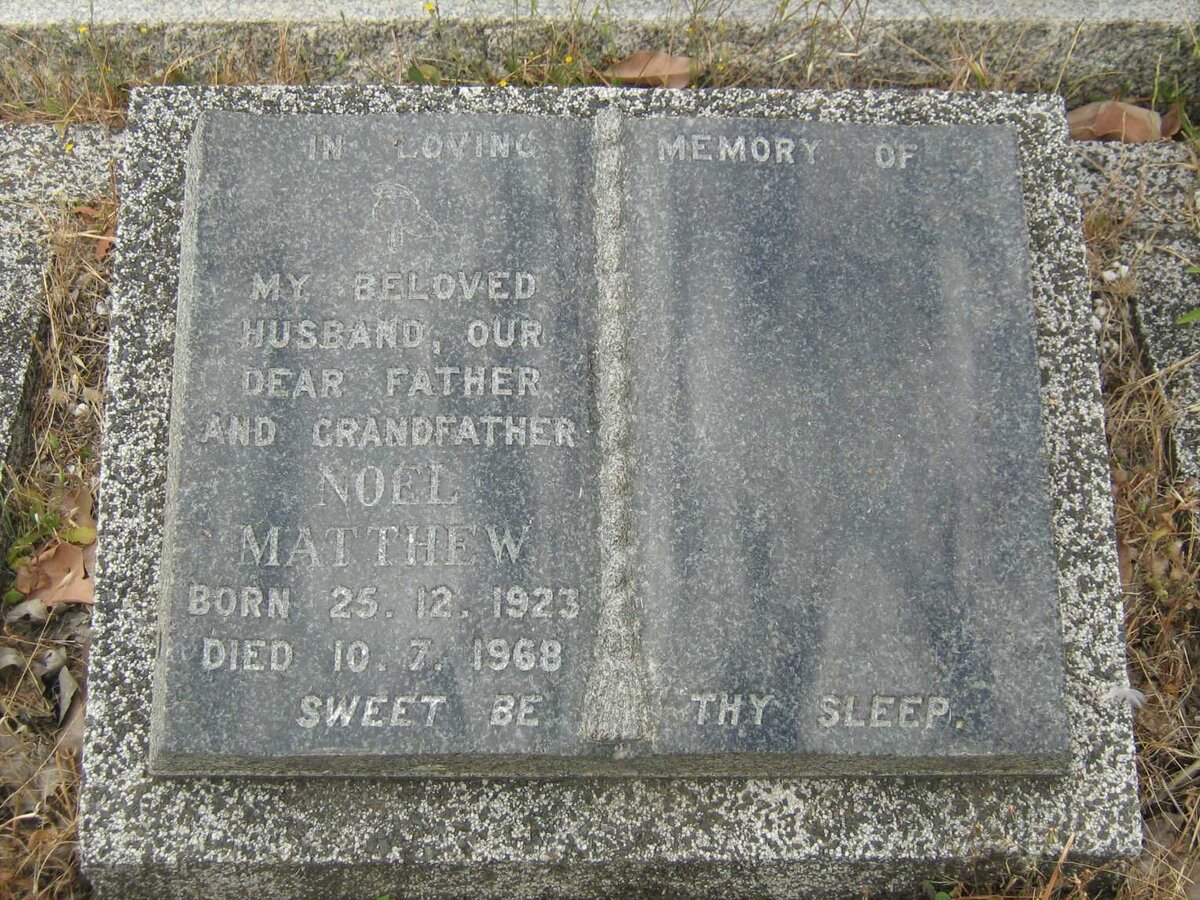 IN LOVING MEMORY OF
MY BELOVED
HUSBAND, OUR
DEAR FATHER
AND GRANDFATHER
NOEL
MATTHEW
BORN 25. 12. 1923
DIED 10. 7. 1968
SWEET BE THY SLEEP.